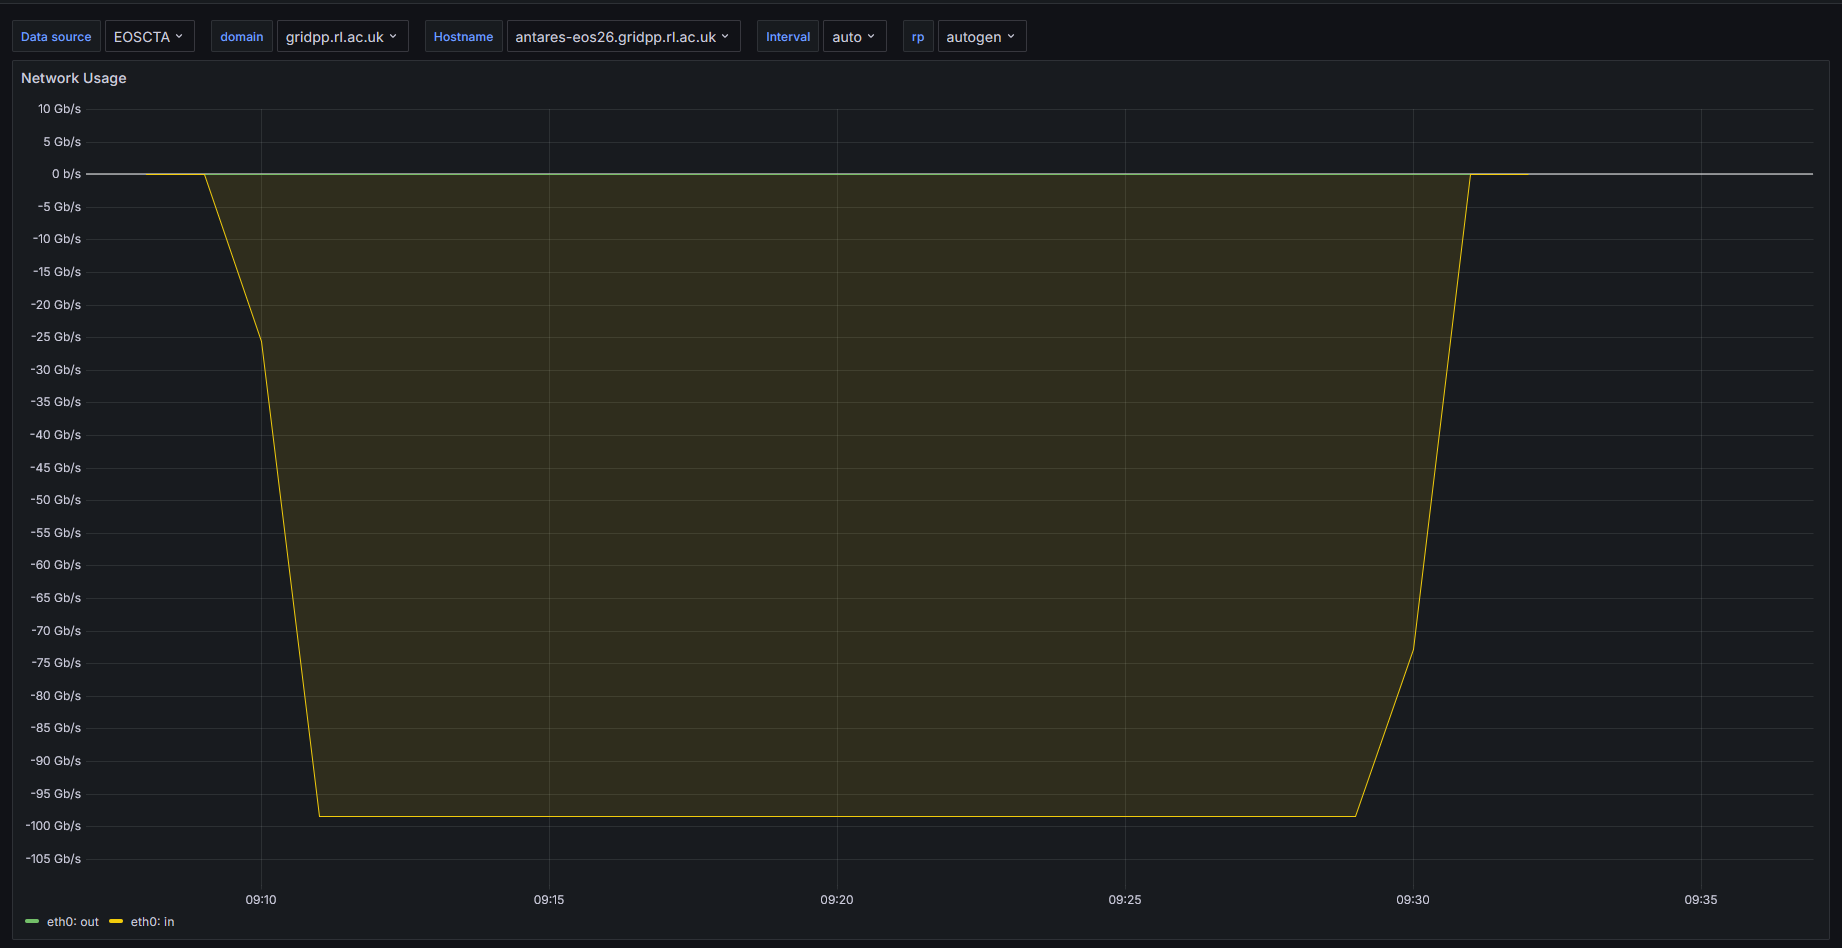 Data source EOSCTA domain gridpp.rl.ac.uk Hostname antares-eos26.gridpp.rl.ac.uk Interval auto rp autogen
Network Usage
10 Gb/s
5 Gb/s
0 b/s
-5 Gb/s
-10 Gb/s
-15 Gb/s
-20 Gb/s
-25 Gb/s
-30 Gb/s
-35 Gb/s
-40 Gb/s
-45 Gb/s
-50 Gb/s
-55 Gb/s
-60 Gb/s
-65 Gb/s
-70 Gb/s
-75 Gb/s
-80 Gb/s
-85 Gb/s
-90 Gb/s
-95 Gb/s
-100 Gb/s
-105 Gb/s
09:10 09:15 09:20 09:25 09:30 09:35
eth0: out eth0: in